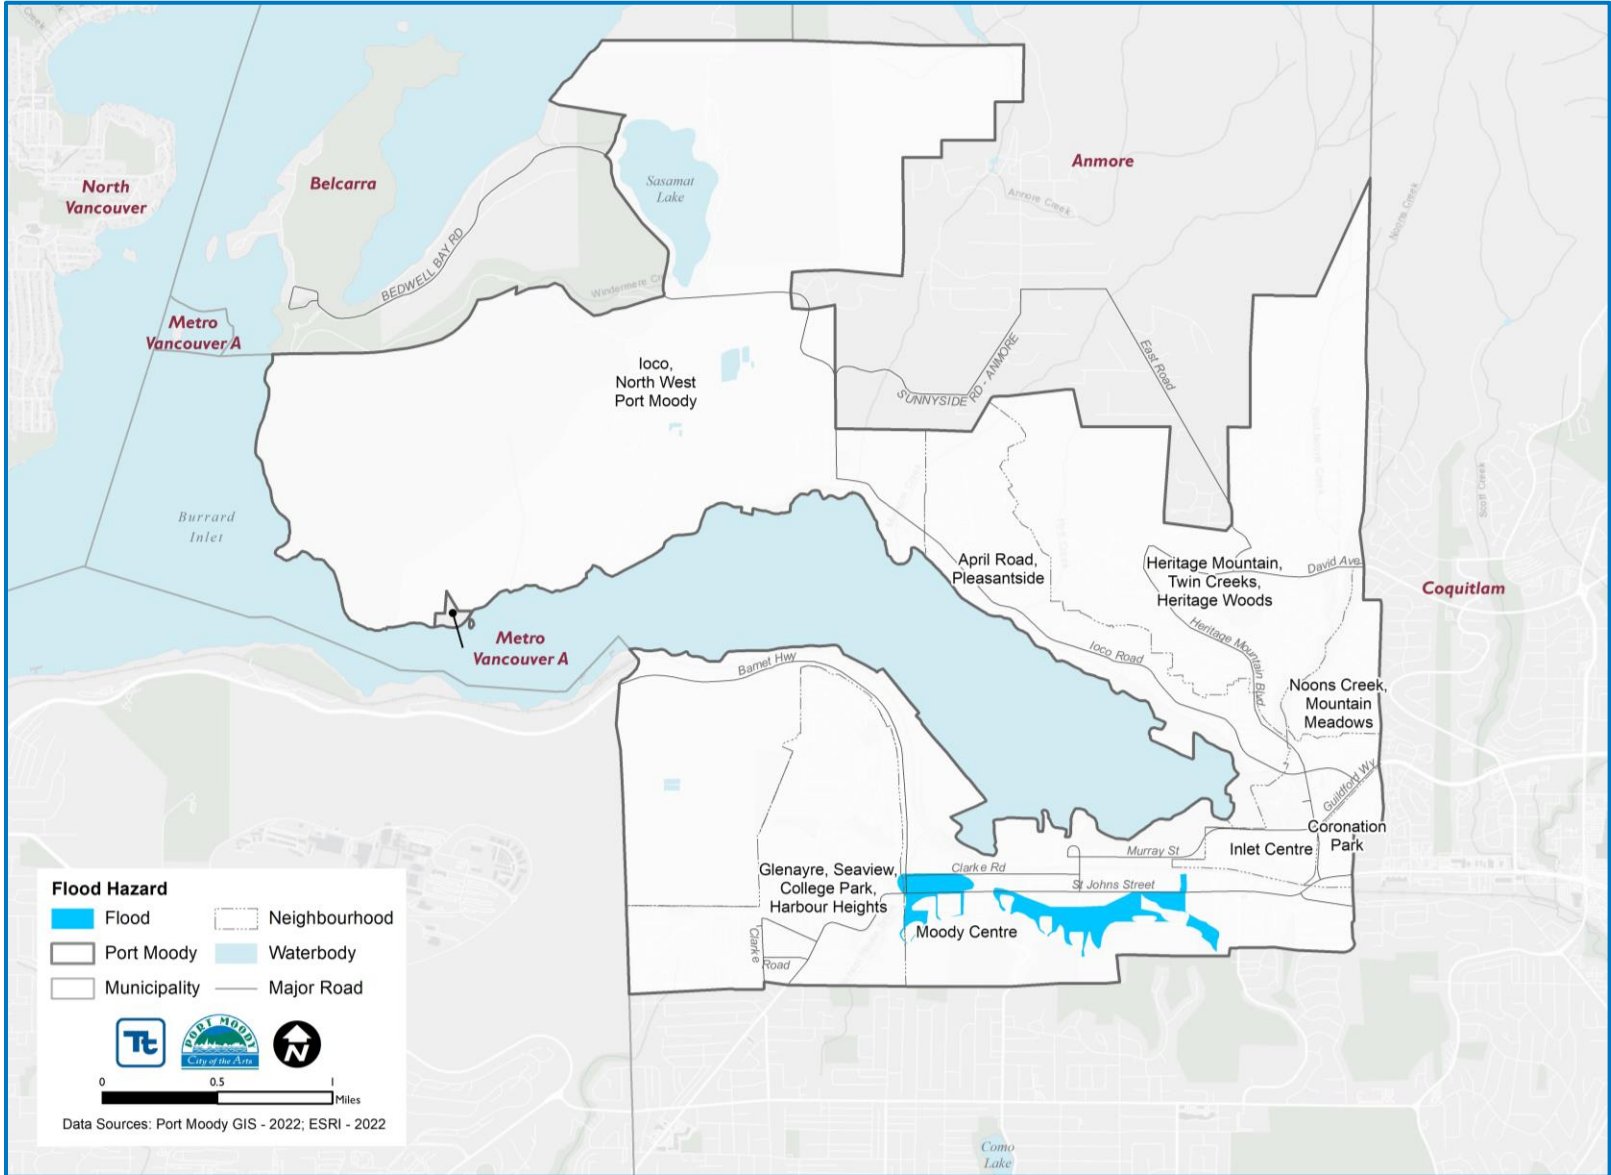 North
Vancouver
Belcarra
Anmore
Sasamat
Lake
Anmore Creek
Noons Creek
BEDWELL BAY RD
Windermere Cr
Metro
Vancouver A
Ioco,
North West
Port Moody
SUNNYSIDE RD - ANMORE
East Road
Scott Creek
Burrard
Inlet
April Road,
Pleasantside
Heritage Mountain,
Twin Creeks,
Heritage Woods
David Ave
Coquitlam
Metro
Vancouver A
Barnet Hwy
Ioco Road
Heritage Mountain Blvd
Noons Creek,
Mountain
Meadows
Guildford Wy
Coronation
Park
Inlet Centre
Murray St
Clarke Rd
St Johns Street
Glenayre, Seaview,
College Park,
Harbour Heights
Moody Centre
Clarke
Road
Como
Lake
Flood Hazard
Flood
Neighbourhood
Port Moody
Waterbody
Municipality
Major Road
Tt
PORT MOODY
City of the Arts
N
0 0.5 1
Miles
Data Sources: Port Moody GIS - 2022; ESRI - 2022